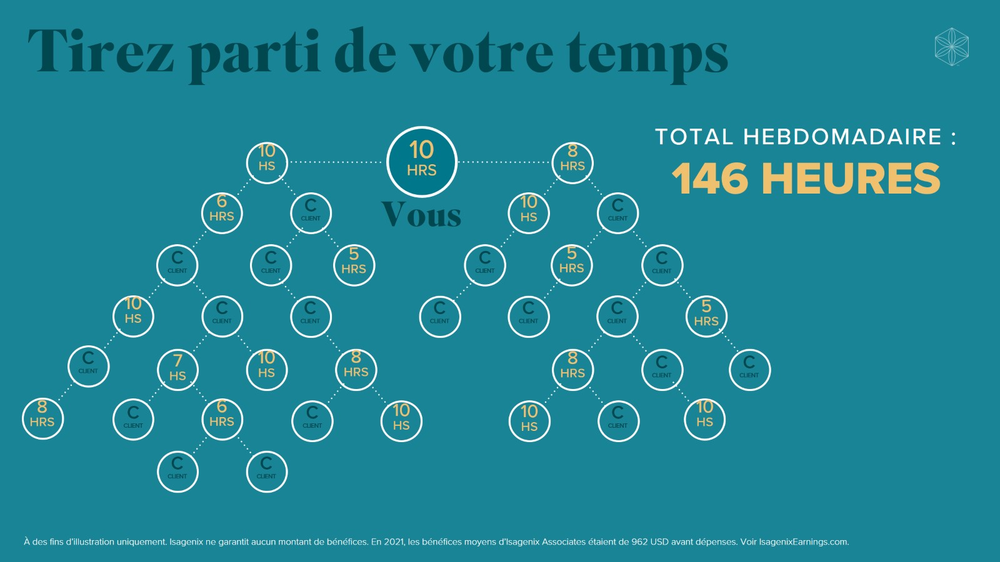 Tirez parti de votre temps
TOTAL HEBDOMADAIRE :
146 HEURES
10
HS
10
HRS
8
HRS
Vous
6
HRS
C
CLIENT
10
HS
C
CLIENT
C
CLIENT
C
CLIENT
5
HRS
C
CLIENT
5
HRS
C
CLIENT
10
HS
C
CLIENT
C
CLIENT
C
CLIENT
C
CLIENT
C
CLIENT
5
HRS
C
CLIENT
7
HS
10
HS
8
HRS
8
HRS
C
CLIENT
C
CLIENT
8
HRS
C
CLIENT
6
HRS
C
CLIENT
10
HS
10
HS
C
CLIENT
10
HS
C
CLIENT
C
CLIENT
À des fins d'illustration uniquement. Isagenix ne garantit aucun montant de bénéfices. En 2021, les bénéfices moyens d'Isagenix Associates étaient de 962 USD avant dépenses. Voir IsagenixEarnings.com.